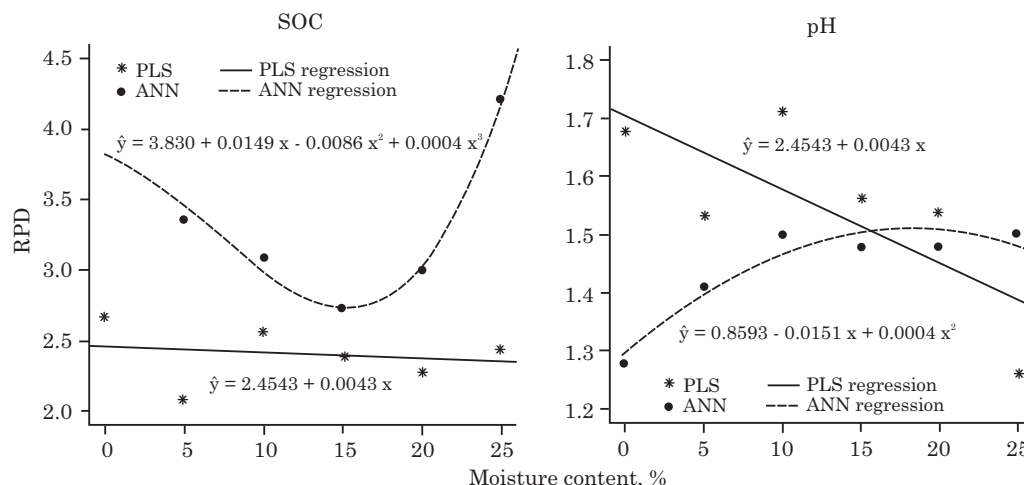 SOC
4.5
4.0
3.5
3.0
2.5
2.0
RPD
PLS
ANN
PLS regression
ANN regression
ŷ = 3.830 + 0.0149 x - 0.0086 x² + 0.0004 x³
ŷ = 2.4543 + 0.0043 x
0 5 10 15 20 25
pH
1.8
1.7
1.6
1.5
1.4
1.3
1.2
ŷ = 2.4543 + 0.0043 x
ŷ = 0.8593 - 0.0151 x + 0.0004 x²
PLS
ANN
PLS regression
ANN regression
0 5 10 15 20 25
Moisture content, %